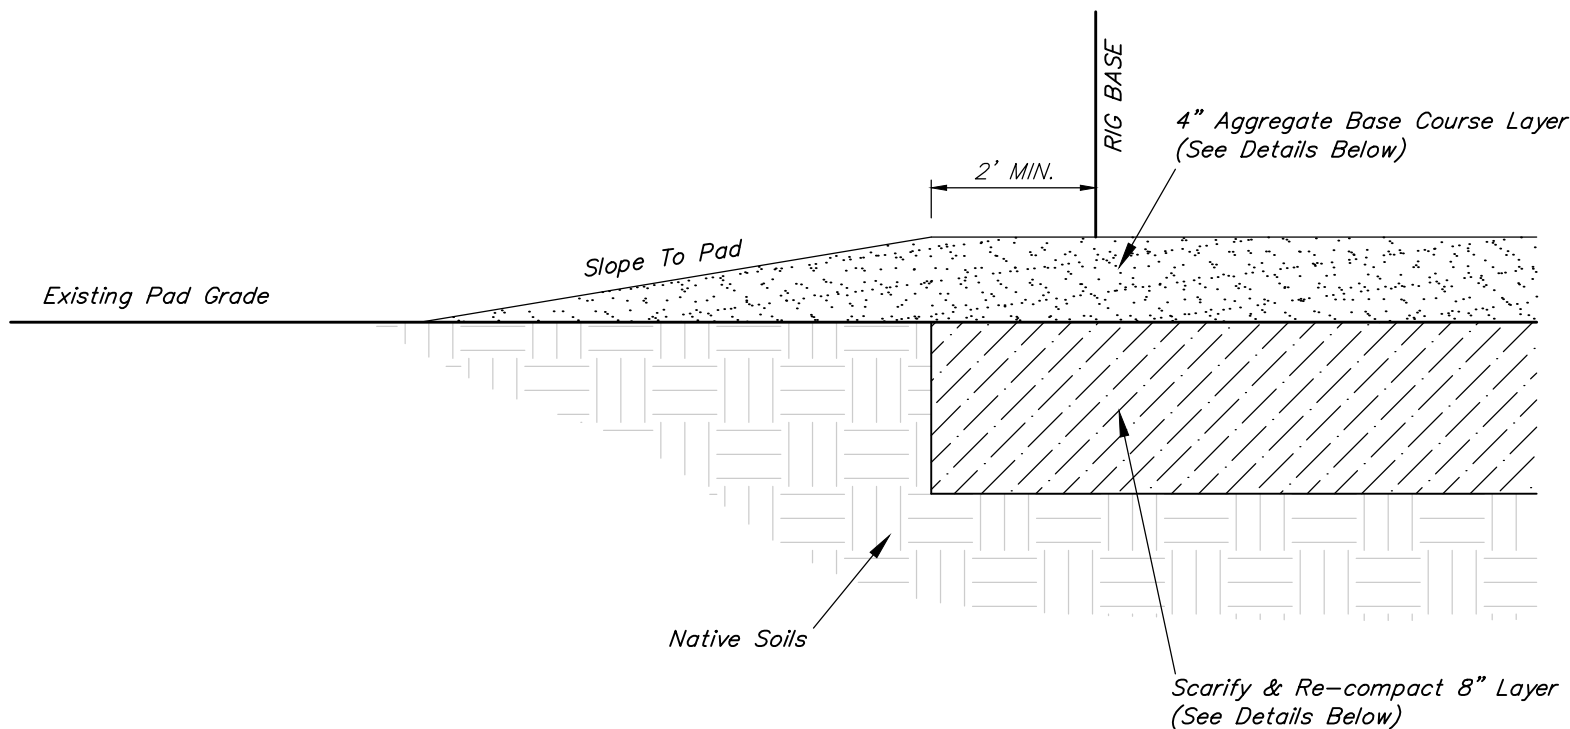 RIG BASE
4” Aggregate Base Course Layer
(See Details Below)
2’ MIN.
Slope To Pad
Existing Pad Grade
Native Soils
Scarify & Re-compact 8” Layer
(See Details Below)